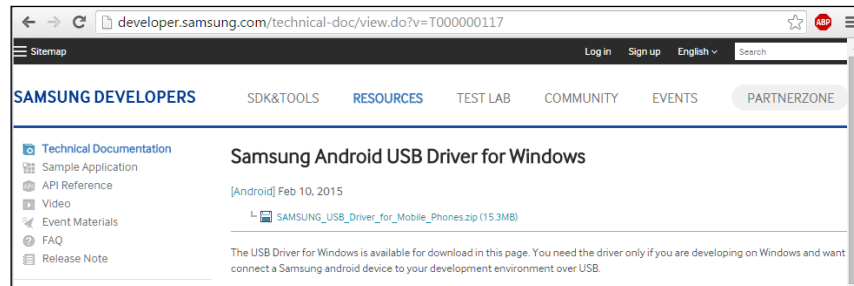 developer.samsung.com/technical-doc/view.do?v=T000000117
ABP
Sitemap
Log in Sign up English Search
SAMSUNG DEVELOPERS
SDK&TOOLS RESOURCES TEST LAB COMMUNITY EVENTS PARTNERZONE
Technical Documentation
Sample Application
API Reference
Video
Event Materials
FAQ
Release Note
Samsung Android USB Driver for Windows
[Android] Feb 10, 2015
SAMSUNG_USB_Driver_for_Mobile_Phones.zip (15.3MB)
The USB Driver for Windows is available for download in this page. You need the driver only if you are developing on Windows and want
connect a Samsung android device to your development environment over USB.